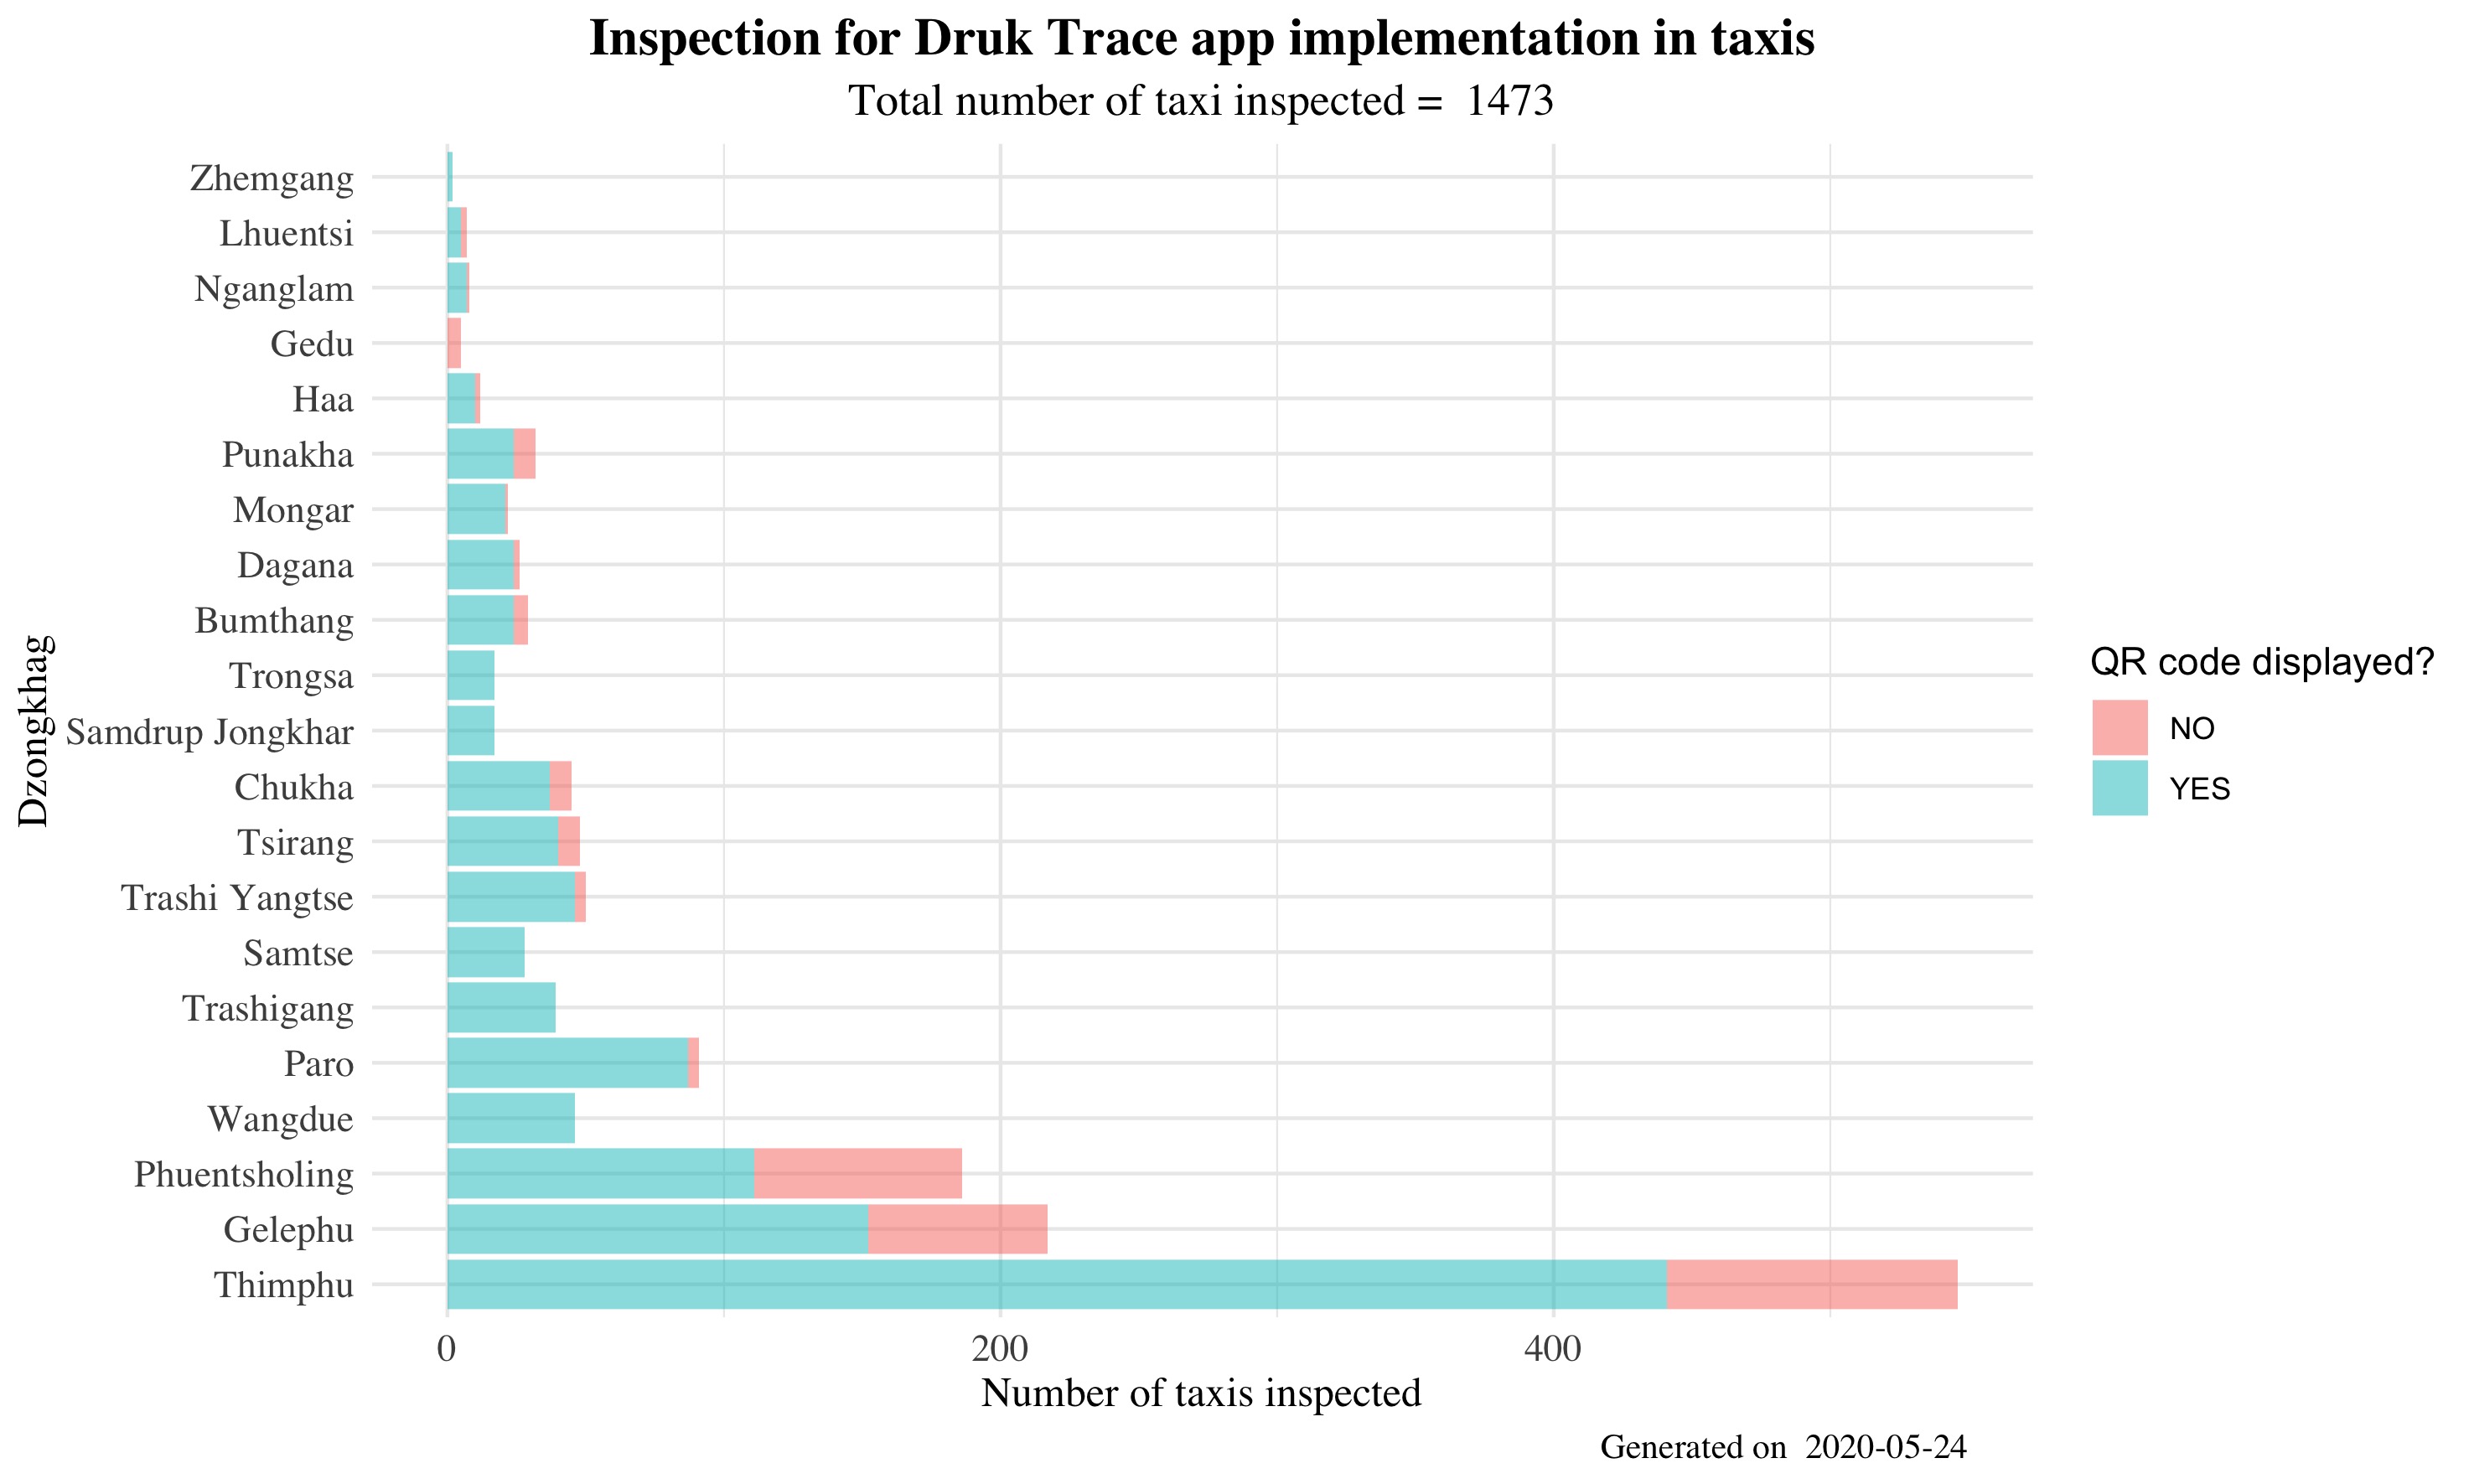 Inspection for Druk Trace app implementation in taxis
Total number of taxi inspected = 1473
Dzongkhag
Zhemgang
Lhuentsi
Nganglam
Gedu
Haa
Punakha
Mongar
Dagana
Bumthang
Trongsa
Samdrup Jongkhar
Chukha
Tsirang
Trashi Yangtse
Samtse
Trashigang
Paro
Wangdue
Phuentsholing
Gelephu
Thimphu
0 200 400
Number of taxis inspected
QR code displayed?
NO
YES
Generated on 2020-05-24